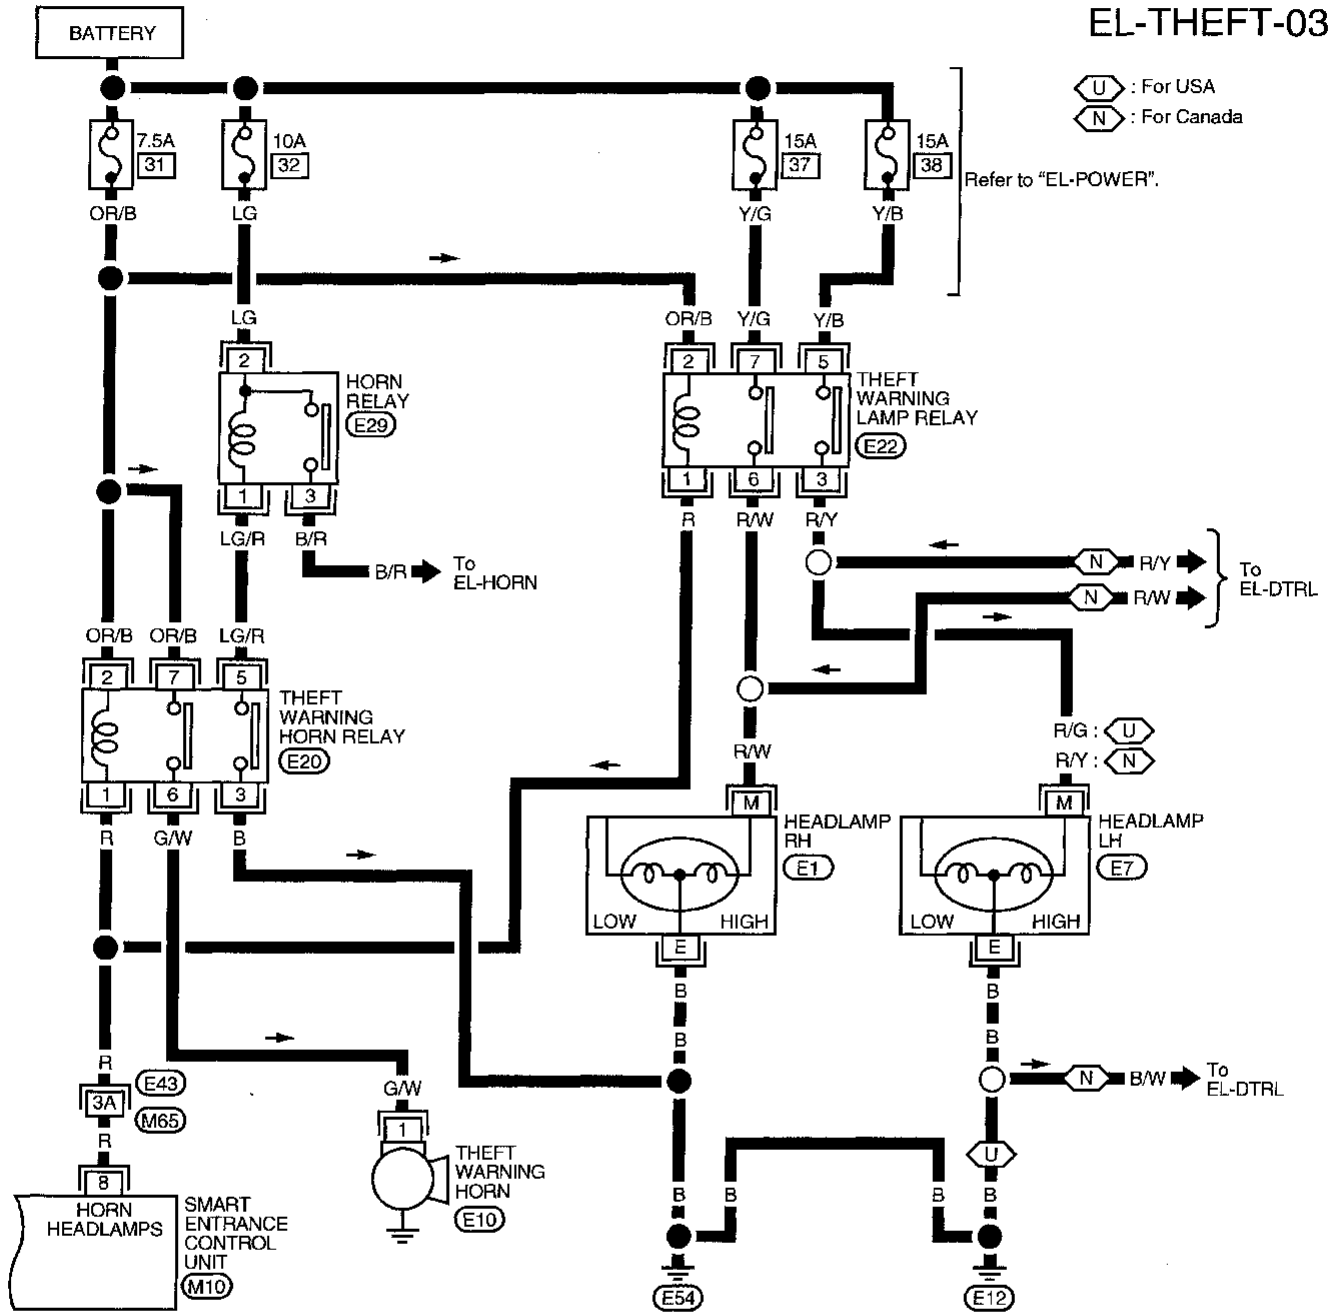 EL-THEFT-03
BATTERY
U : For USA
N : For Canada
7.5A
31
10A
32
15A
37
15A
38
Refer to "EL-POWER".
OR/B
LG
Y/G
Y/B
LG
OR/B
Y/G
Y/B
2
2
7
5
HORN
RELAY
E29
THEFT
WARNING
LAMP RELAY
E22
1
3
1
6
3
LG/R
B/R
R
R/W
R/Y
B/R
To
EL-HORN
N
R/Y
N
R/W
To
EL-DTRL
OR/B
OR/B
LG/R
2
7
5
THEFT
WARNING
HORN RELAY
E20
R/W
R/G : U
R/Y : N
1
6
3
M
M
R
G/W
B
HEADLAMP
RH
E1
HEADLAMP
LH
E7
LOW
HIGH
LOW
HIGH
E
E
B
B
B
B
R
E43
3A
M65
R
G/W
1
N
B/W
To
EL-DTRL
U
THEFT
WARNING
HORN
E10
8
HORN
HEADLAMPS
SMART
ENTRANCE
CONTROL
UNIT
M10
B
B
B
B
E54
E12